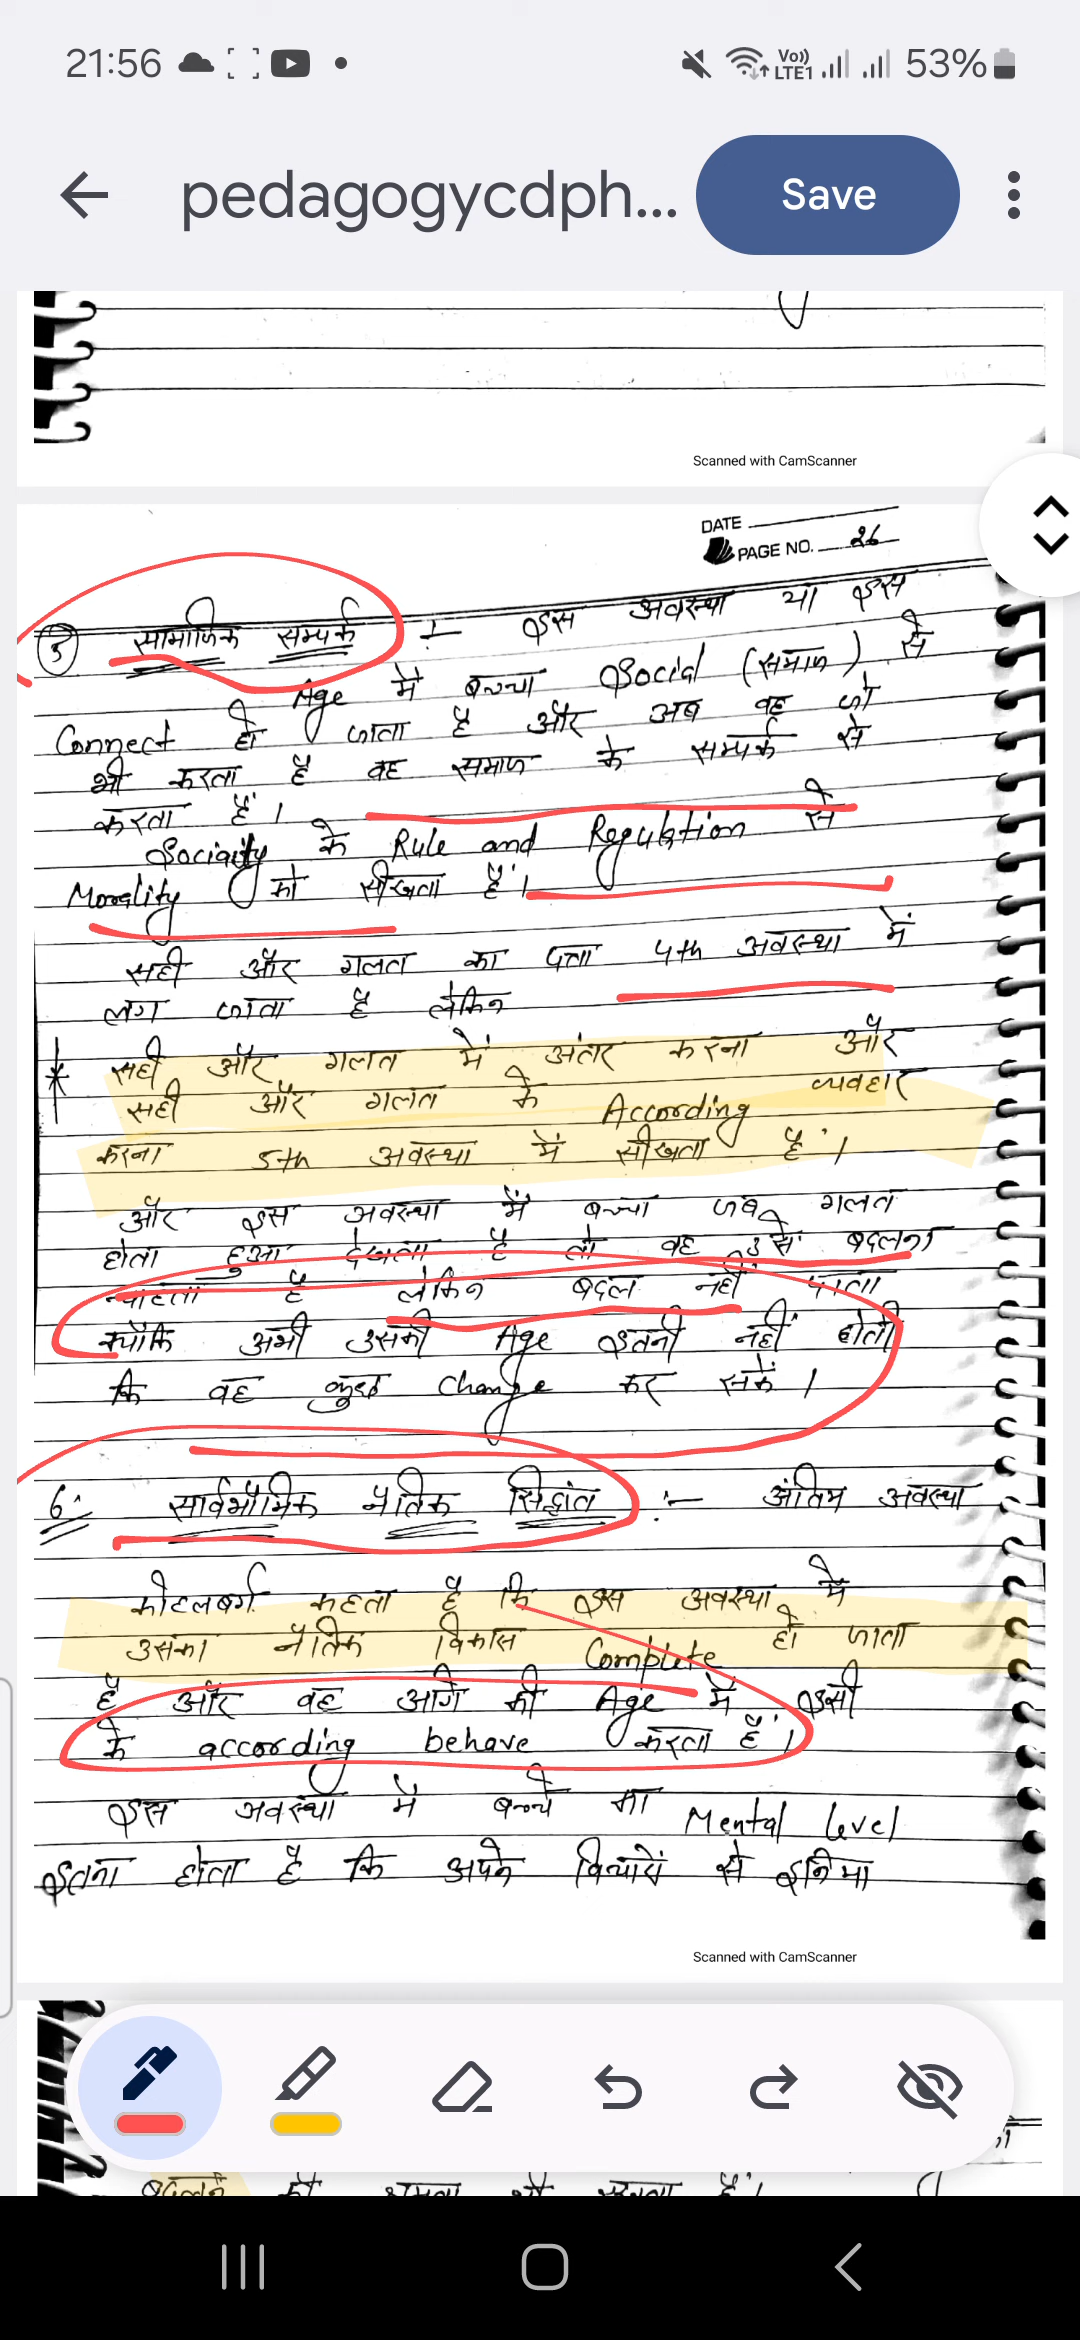 21:56
Vo)) LTE1 53%
pedagogycdph... Save
Scanned with CamScanner
DATE
PAGE NO. 26
5 सामाजिक सम्पर्क :- इस अवस्था या इस
Age में बच्चा Social (समाज) से
Connect हो जाता है और अब वह जो
भी करता है वह समाज के सम्पर्क से
करता है।
Sociaity के Rule and Regulation से
Morality को सीखता है।
सही और गलत का पता 4th अवस्था में
लग जाता है लेकिन
सही और गलत में अंतर करना और
सही और गलत के According व्यवहार
करना 5th अवस्था में सीखता है।
और इस अवस्था में बच्चा जब गलत
होता हुआ देखता है तो वह उसे बदलना
चाहता है लेकिन बदल नहीं पाता
क्योंकि अभी उसकी Age इतनी नहीं होती
कि वह कुछ change कर सके।
6:- सार्वभौमिक नैतिक सिद्धांत :- अंतिम अवस्था
कोहलबर्ग कहता है कि इस अवस्था में
उसका नैतिक विकास Complete हो जाता
है और वह आगे की Age में इसी
के according behave करता है।
इस अवस्था में बच्चे का Mental level
इतना होता है कि अपने विचारों से
Scanned with CamScanner